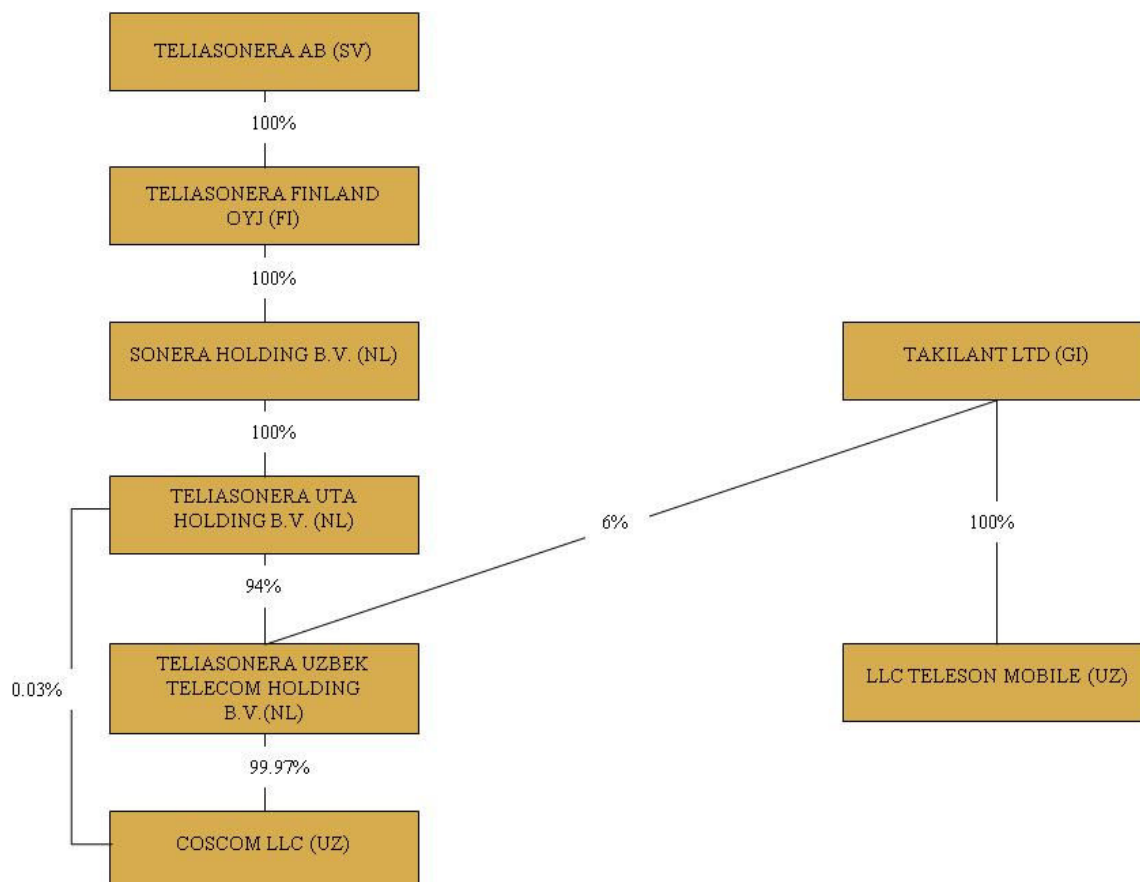 TELIASONERA AB (SV)
100%
TELIASONERA FINLAND
OYJ (FI)
100%
SONERA HOLDING B.V. (NL)
TAKILANT LTD (GI)
100%
TELIASONERA UTA
HOLDING B.V. (NL)
6%
100%
94%
TELIASONERA UZBEK
TELECOM HOLDING
B.V.(NL)
LLC TELESON MOBILE (UZ)
0.03%
99.97%
COSCOM LLC (UZ)